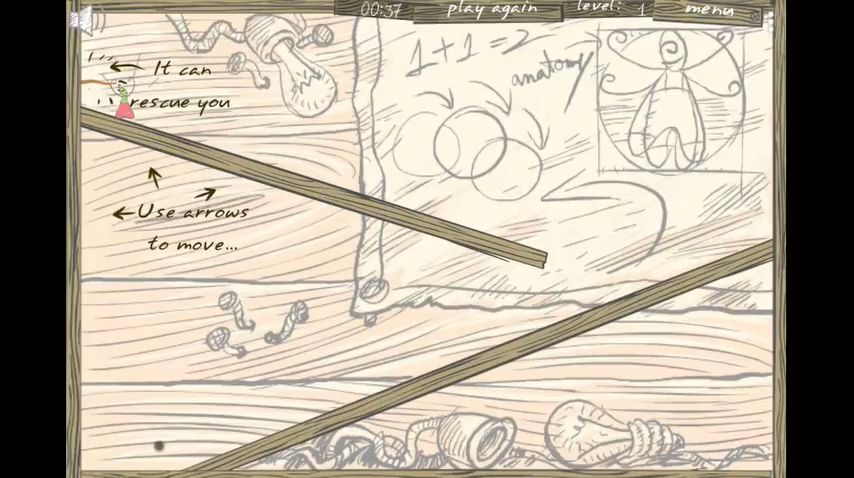 00:37 play again level: 1 menu
It can
rescue you
Use arrows
to move...
1+1=2
anatomy